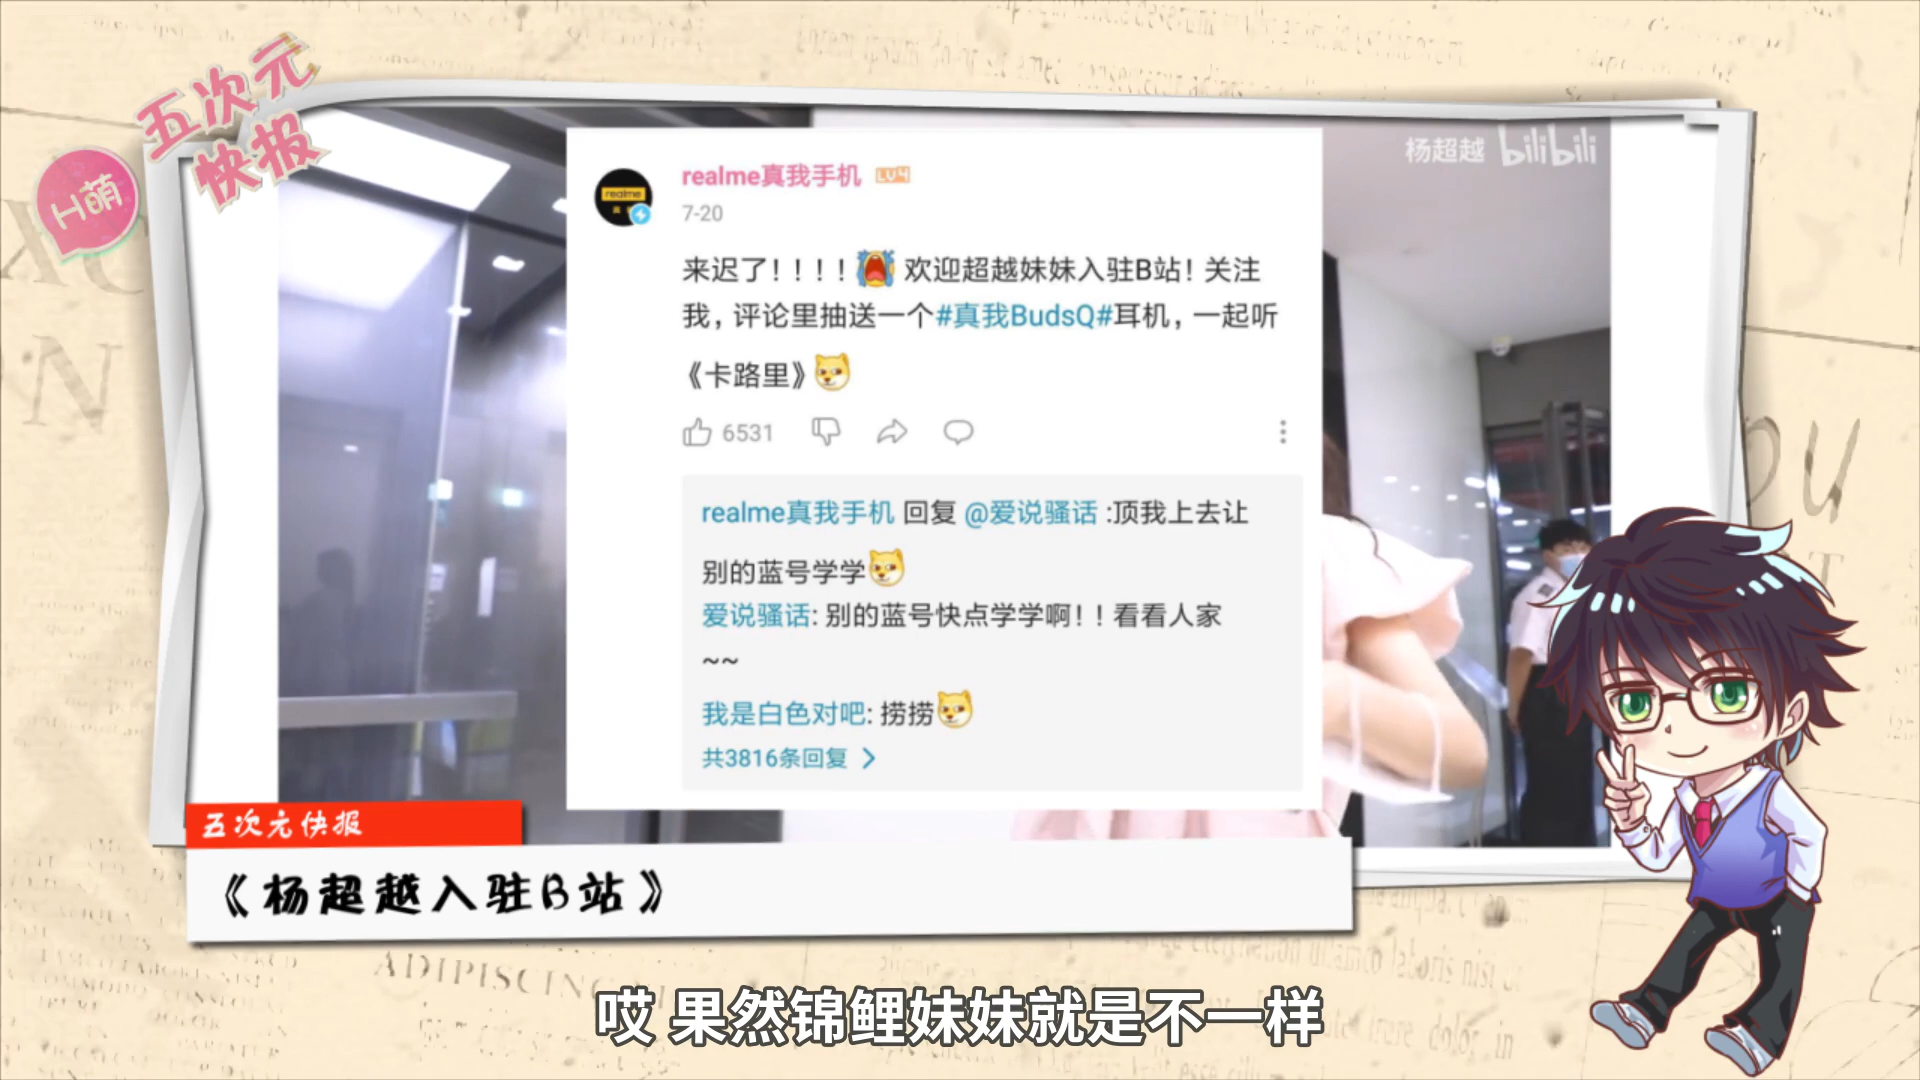 五次元
快报
H萌
杨超越 bilibili
realme真我手机 LV4
realme
7-20
来迟了！！！！欢迎超越妹妹入驻B站！关注
我，评论里抽送一个#真我BudsQ#耳机，一起听
《卡路里》
6531
realme真我手机 回复 @爱说骚话 :顶我上去让
别的蓝号学学
爱说骚话: 别的蓝号快点学学啊！！看看人家
~~
我是白色对吧: 捞捞
共3816条回复 >
五次元快报
《杨超越入驻B站》
ADIPISCING
哎 果然锦鲤妹妹就是不一样